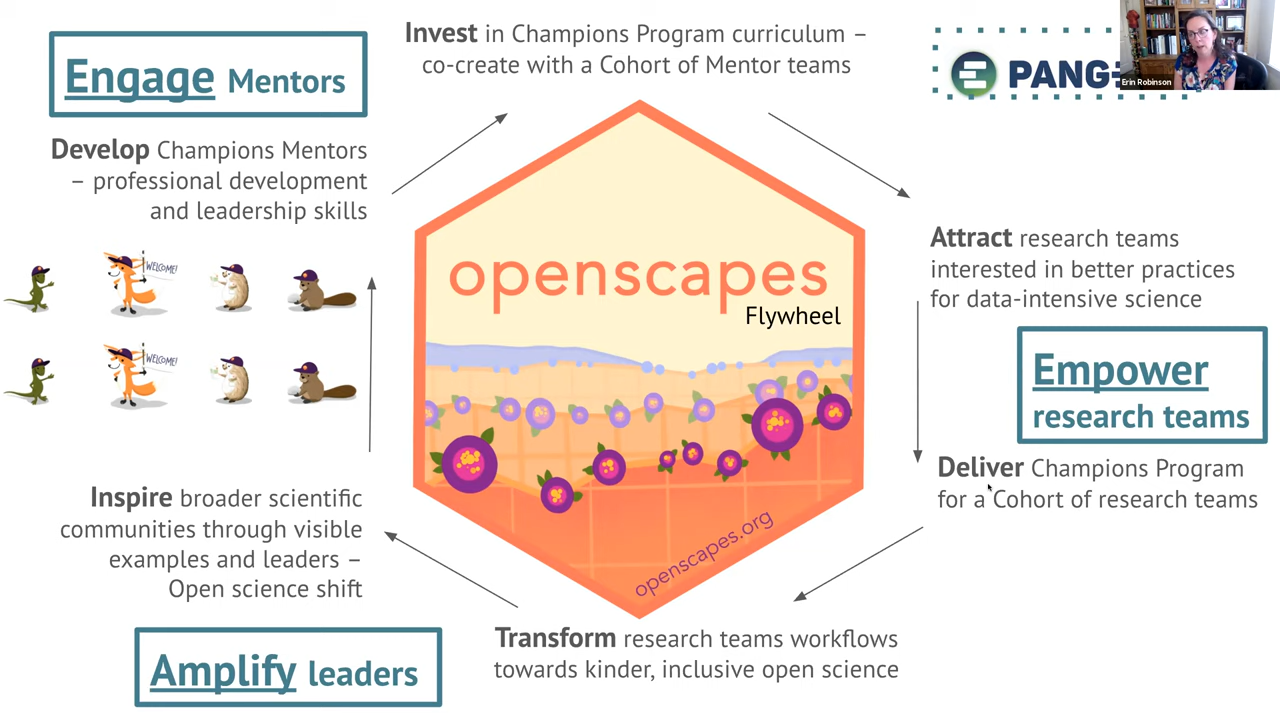 Engage Mentors
Invest in Champions Program curriculum –
co-create with a Cohort of Mentor teams
Erin Robinson
Develop Champions Mentors
– professional development
and leadership skills
WELCOME!
WELCOME!
openscapes
Flywheel
openscapes.org
Attract research teams
interested in better practices
for data-intensive science
Empower
research teams
Deliver Champions Program
for a Cohort of research teams
Transform research teams workflows
towards kinder, inclusive open science
Inspire broader scientific
communities through visible
examples and leaders –
Open science shift
Amplify leaders